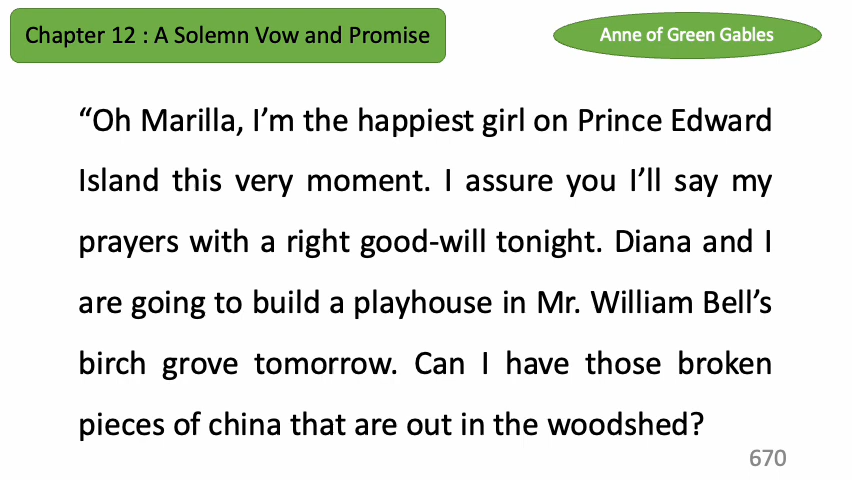 Chapter 12 : A Solemn Vow and Promise
Anne of Green Gables
“Oh Marilla, I’m the happiest girl on Prince Edward
Island this very moment. I assure you I’ll say my
prayers with a right good-will tonight. Diana and I
are going to build a playhouse in Mr. William Bell’s
birch grove tomorrow. Can I have those broken
pieces of china that are out in the woodshed?
670